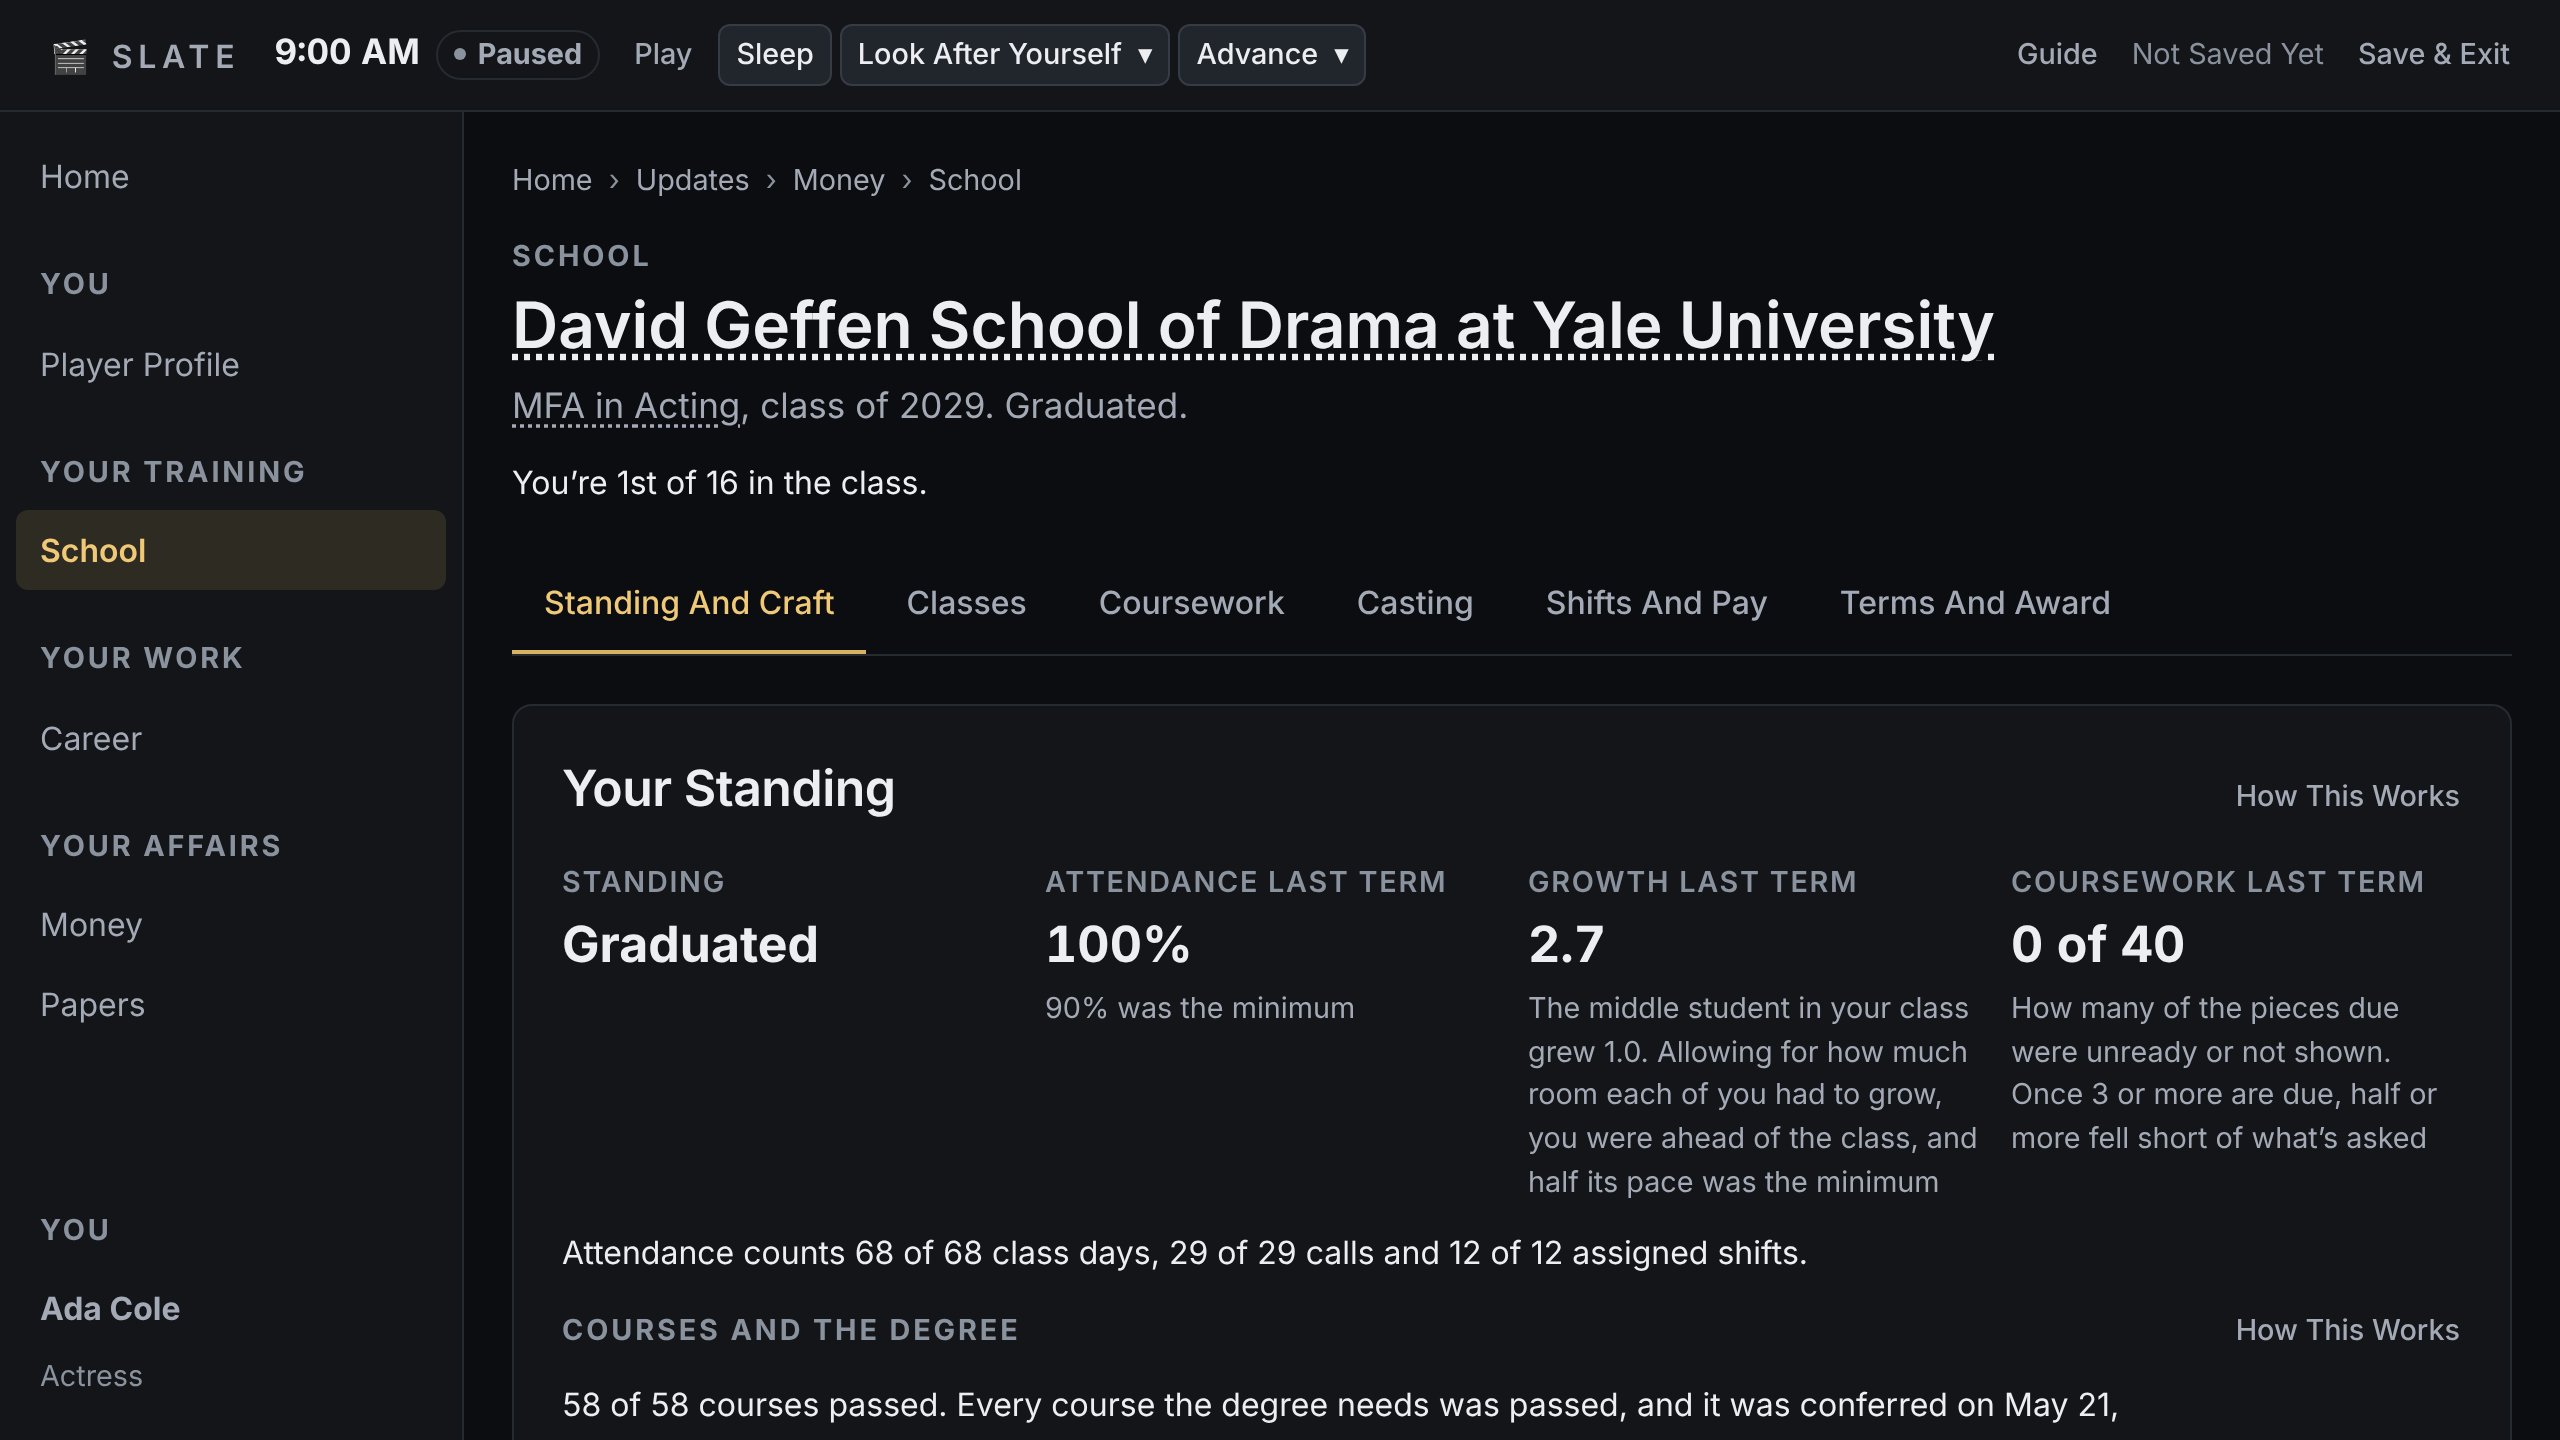 SLATE 9:00 AM Paused Play Sleep Look After Yourself ▾ Advance ▾ Guide Not Saved Yet Save & Exit
Home
YOU
Player Profile
YOUR TRAINING
School
YOUR WORK
Career
YOUR AFFAIRS
Money
Papers
YOU
Ada Cole
Actress
Home › Updates › Money › School
SCHOOL
David Geffen School of Drama at Yale University
MFA in Acting, class of 2029. Graduated.
You’re 1st of 16 in the class.
Standing And Craft Classes Coursework Casting Shifts And Pay Terms And Award
Your Standing How This Works
STANDING
Graduated
ATTENDANCE LAST TERM
100%
90% was the minimum
GROWTH LAST TERM
2.7
The middle student in your class
grew 1.0. Allowing for how much
room each of you had to grow,
you were ahead of the class, and
half its pace was the minimum
COURSEWORK LAST TERM
0 of 40
How many of the pieces due
were unready or not shown.
Once 3 or more are due, half or
more fell short of what’s asked
Attendance counts 68 of 68 class days, 29 of 29 calls and 12 of 12 assigned shifts.
COURSES AND THE DEGREE How This Works
58 of 58 courses passed. Every course the degree needs was passed, and it was conferred on May 21,